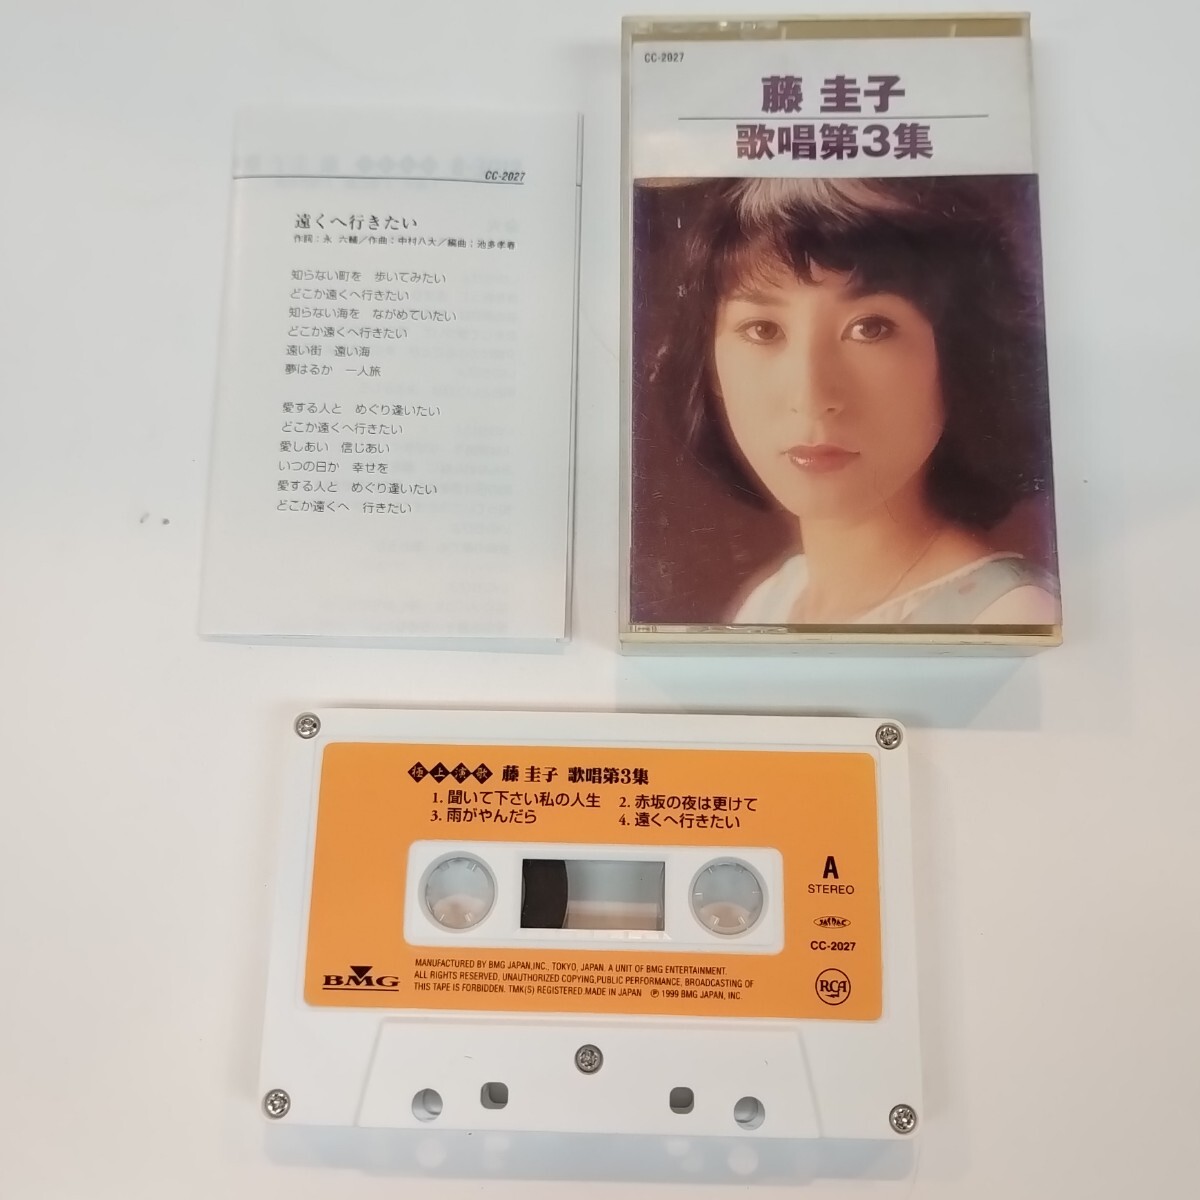 CC-2027
遠くへ行きたい
作詞：永 六輔／作曲：中村八大／編曲：池多孝春
知らない町を 歩いてみたい
どこか遠くへ行きたい
知らない海を ながめていたい
どこか遠くへ行きたい
遠い街 遠い海
夢はるか 一人旅
愛する人と めぐり逢いたい
どこか遠くへ行きたい
愛しあい 信じあい
いつの日か 幸せを
愛する人と めぐり逢いたい
どこか遠くへ 行きたい
CC-2027
藤 圭子
歌唱第3集
極上演歌 藤 圭子 歌唱第3集
1. 聞いて下さい私の人生 2. 赤坂の夜は更けて
3. 雨がやんだら 4. 遠くへ行きたい
A
STEREO
JASRAC
CC-2027
BMG
MANUFACTURED BY BMG JAPAN,INC., TOKYO, JAPAN. A UNIT OF BMG ENTERTAINMENT.
ALL RIGHTS RESERVED, UNAUTHORIZED COPYING,PUBLIC PERFORMANCE, BROADCASTING OF
THIS TAPE IS FORBIDDEN. TMK(S) REGISTERED.MADE IN JAPAN ℗ 1999 BMG JAPAN, INC.
RCA